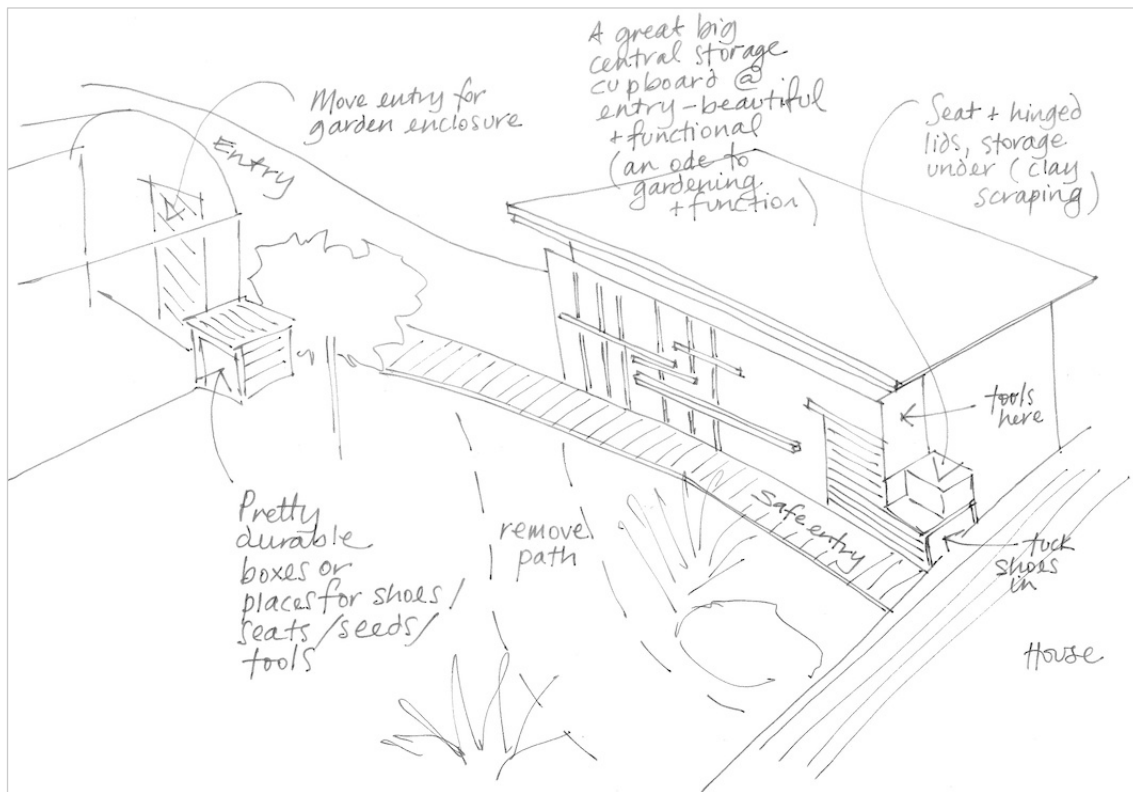 Move entry for
garden enclosure
Entry
A great big
central storage
cupboard @
entry-beautiful
+functional
(an ode to
gardening
+function)
Seat + hinged
lids, storage
under (clay
scraping)
tools
here
Pretty
durable
boxes or
places for shoes/
seats/seeds/
tools
remove
path
Safe entry
tuck
shoes
in
House